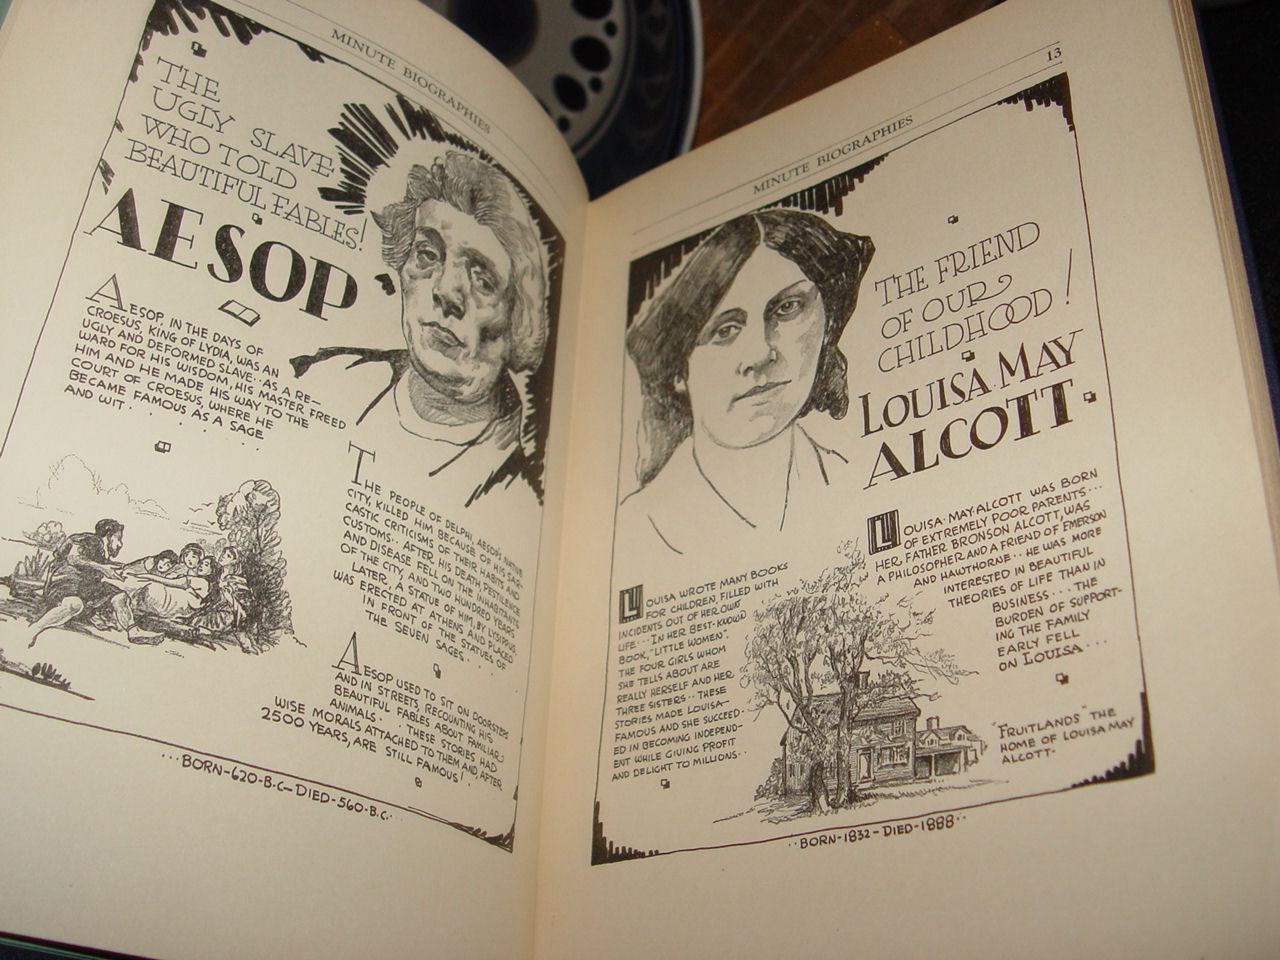 MINUTE BIOGRAPHIES
THE
UGLY SLAVE
WHO TOLD
BEAUTIFUL FABLES!
AESOP
AESOP, IN THE DAYS OF
CROESUS, KING OF LYDIA, WAS AN
UGLY AND DEFORMED SLAVE·· AS A RE-
WARD FOR HIS WISDOM, HIS MASTER FREED
HIM AND HE MADE HIS WAY TO THE
COURT OF CROESUS, WHERE HE
BECAME FAMOUS AS A SAGE
AND WIT· · · · · · ·
THE PEOPLE OF DELPHI, AESOP'S NATIVE
CITY, KILLED HIM BECAUSE OF HIS SAR-
CASTIC CRITICISMS OF THEIR HABITS AND
CUSTOMS·· AFTER HIS DEATH, PESTILENCE
AND DISEASE FELL ON THE INHABITANTS
OF THE CITY, AND TWO HUNDRED YEARS
LATER, A STATUE OF HIM, BY LYSIPPUS
WAS ERECTED AT ATHENS AND PLACED
IN FRONT OF THE STATUES OF
THE SEVEN SAGES· · ·
AESOP USED TO SIT ON DOORSTEPS
AND IN STREETS, RECOUNTING HIS
BEAUTIFUL FABLES ABOUT FAMILIAR
ANIMALS· · THESE STORIES HAD
WISE MORALS ATTACHED TO THEM AND, AFTER
2500 YEARS, ARE STILL FAMOUS!
···BORN-620-B.C-DIED-560-B.C.·
MINUTE BIOGRAPHIES
13
THE FRIEND
OF OUR
CHILDHOOD!
LOUISA MAY
ALCOTT·
LOUISA·MAY·ALCOTT WAS BORN
OF EXTREMELY POOR PARENTS···
HER FATHER, BRONSON ALCOTT, WAS
A PHILOSOPHER, AND A FRIEND OF EMERSON
AND HAWTHORNE·· HE WAS MORE
INTERESTED IN BEAUTIFUL
THEORIES OF LIFE THAN IN
BUSINESS···THE
BURDEN OF SUPPORT-
ING THE FAMILY
EARLY FELL
ON LOUISA···
LOUISA WROTE MANY BOOKS
FOR CHILDREN, FILLED WITH
INCIDENTS OUT OF HER OWN
LIFE···IN HER BEST-KNOWN
BOOK, "LITTLE WOMEN",
THE FOUR GIRLS WHOM
SHE TELLS ABOUT ARE
REALLY HERSELF AND HER
THREE SISTERS·· THESE
STORIES MADE LOUISA
FAMOUS AND SHE SUCCEED-
ED IN BECOMING INDEPEND-
ENT WHILE GIVING PROFIT
AND DELIGHT TO MILLIONS··
"FRUITLANDS" THE
HOME OF LOUISA MAY
ALCOTT·
··BORN-1832-DIED-1888··